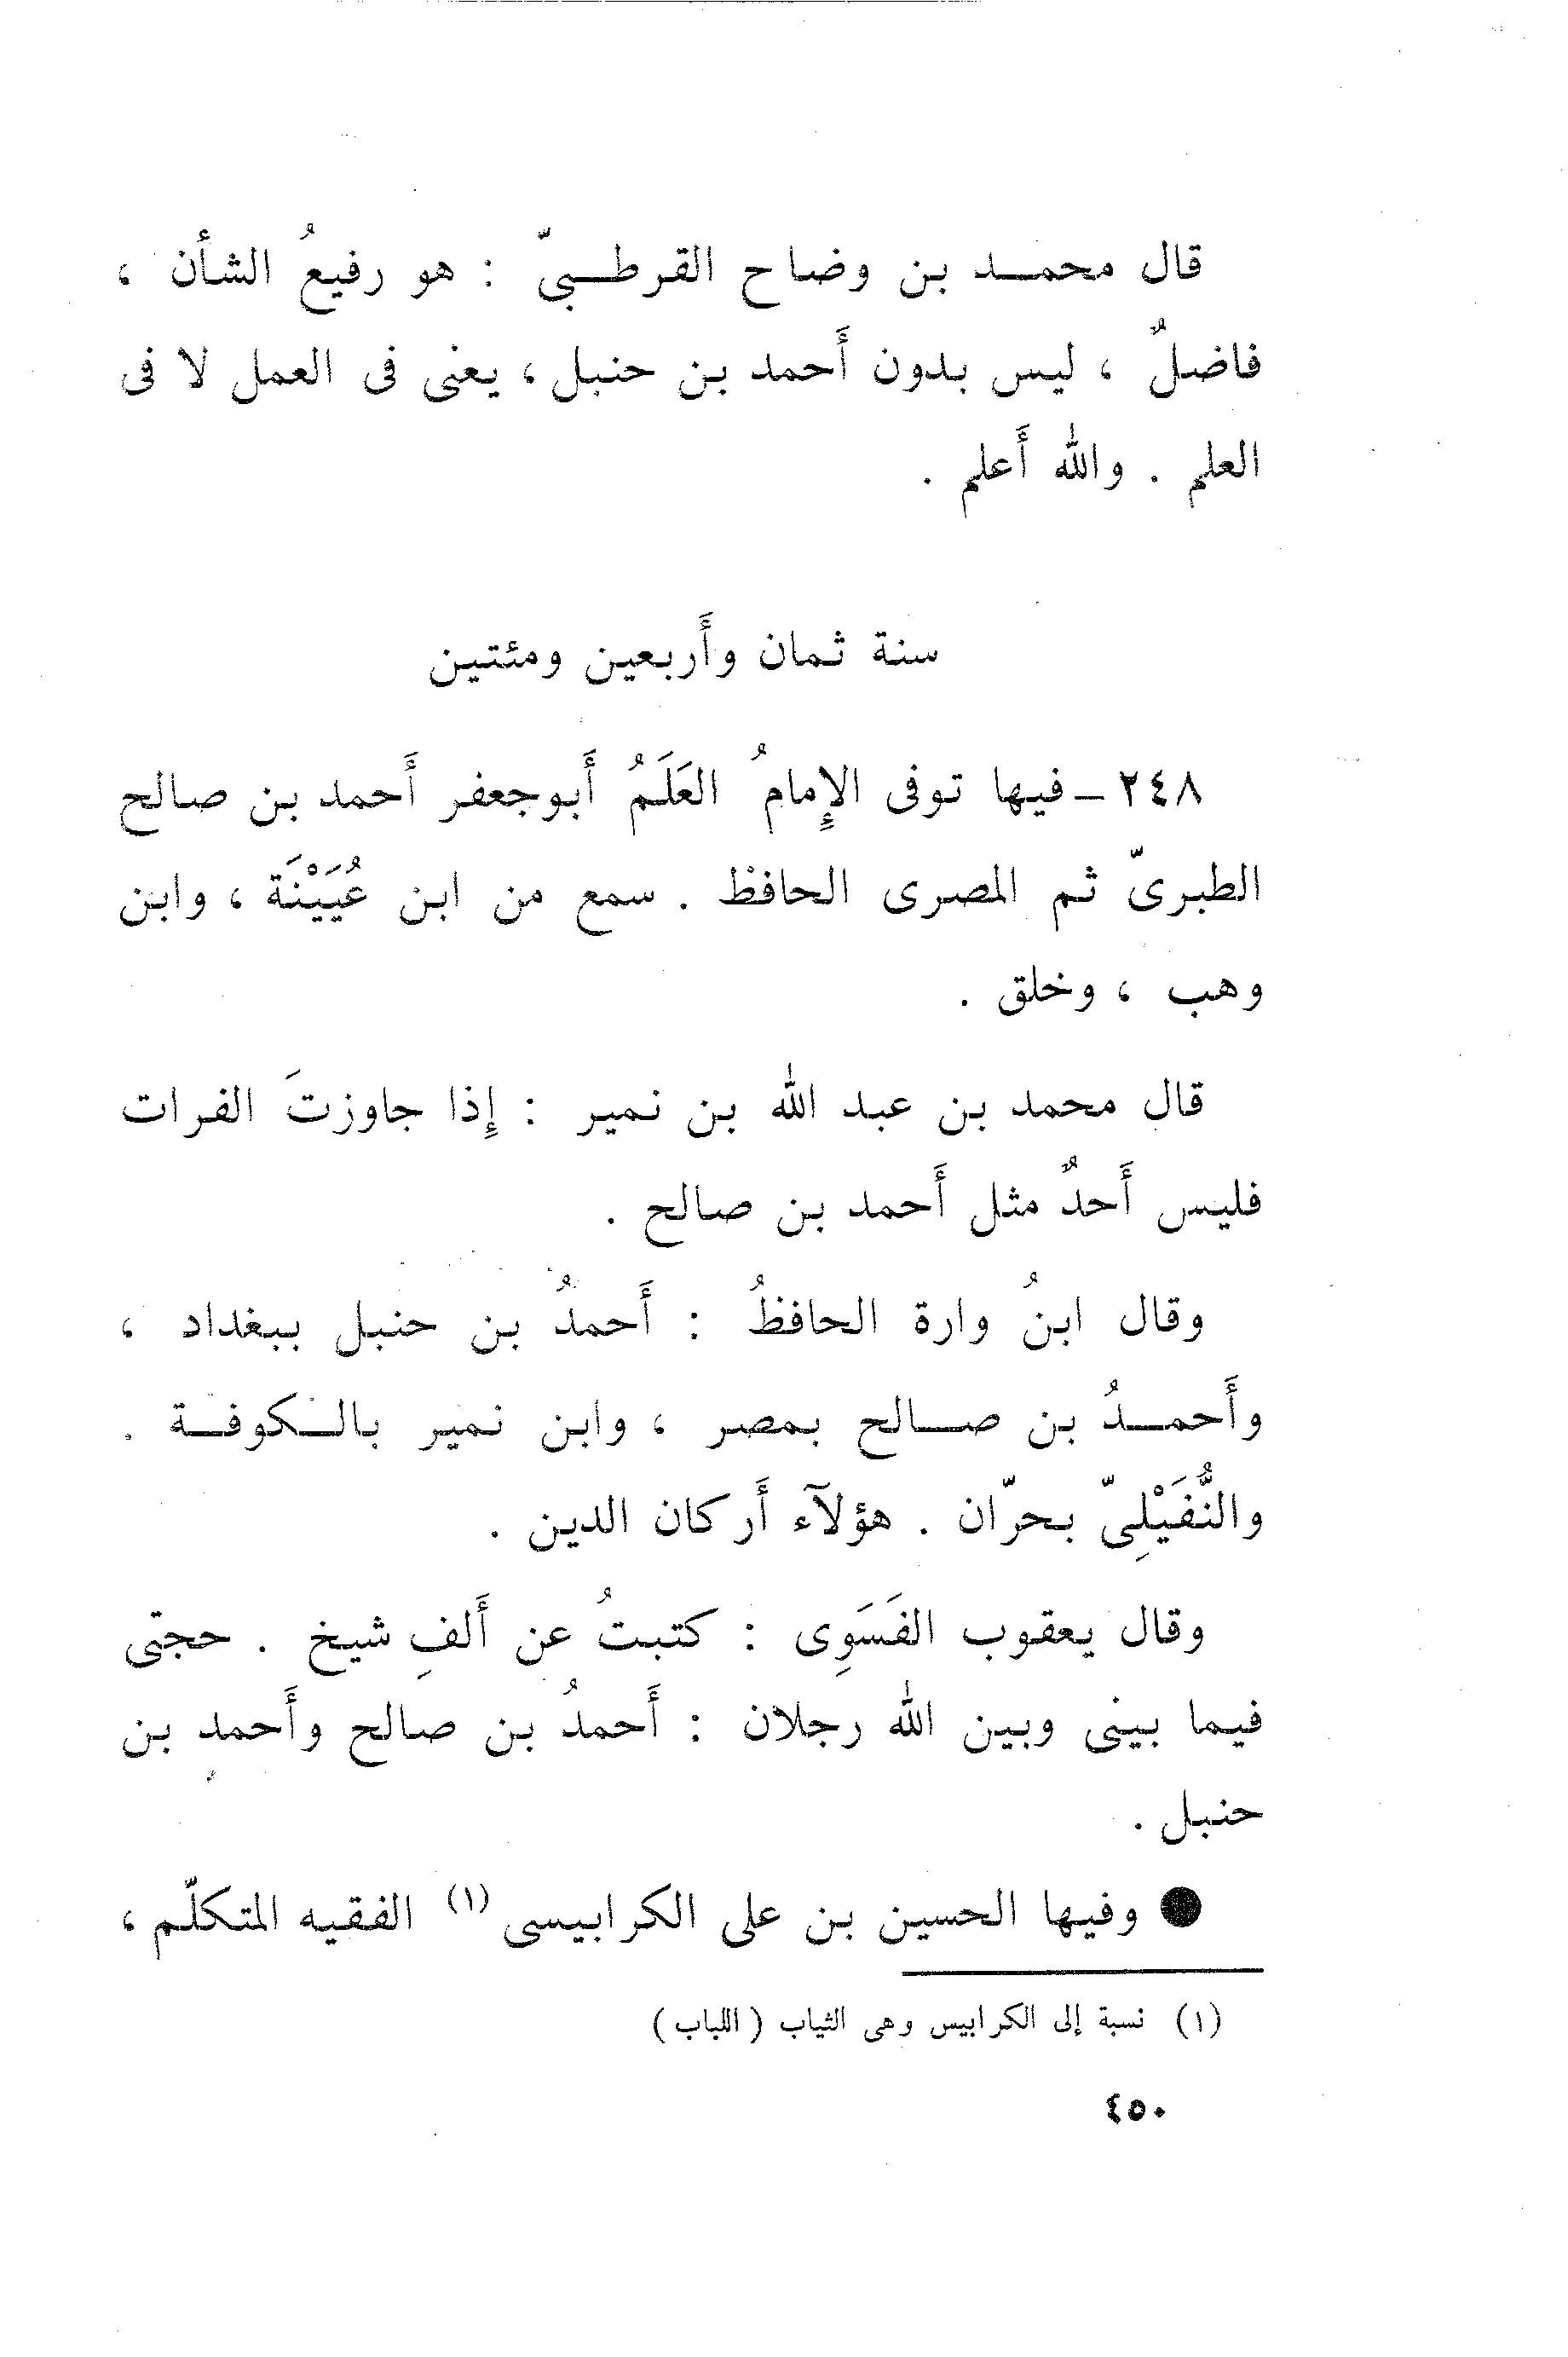 قال محمد بن وضاح القرطبىّ : هو رفيعُ الشأن ،
فاضلٌ ، ليس بدون أَحمد بن حنبل ، يعنى فى العمل لا فى
العلم . والله أَعلم .
سنة ثمان وأَربعين ومئتين
٢٤٨ - فيها توفى الإِمامُ العَلَمُ أَبوجعفر أَحمد بن صالح
الطبرىّ ثم المصرى الحافظ . سمع من ابن عُيَيْنَة ، وابن
وهب ، وخلق .
قال محمد بن عبد الله بن نمير : إِذا جاوزتَ الفرات
فليس أَحدٌ مثل أَحمد بن صالح .
وقال ابنُ وارة الحافظُ : أَحمدُ بن حنبل ببغداد ،
وأَحمدُ بن صالح بمصر ، وابن نمير بالكوفة .
والنُّفَيْلِىّ بحرّان . هؤلآء أَركان الدين .
وقال يعقوب الفَسَوِى : كتبتُ عن أَلفِ شيخ . حجتى
فيما بينى وبين الله رجلان : أَحمدُ بن صالح وأَحمد بن
حنبل .
● وفيها الحسين بن على الكرابيسى (١) الفقيه المتكلّم ،
(١) نسبة إلى الكرابيس وهى الثياب ( اللباب )
٤٥٠